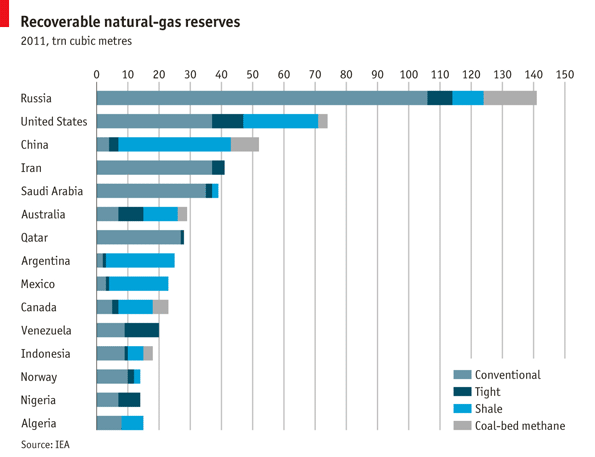 Recoverable natural-gas reserves
2011, trn cubic metres
0 10 20 30 40 50 60 70 80 90 100 110 120 130 140 150
Russia
United States
China
Iran
Saudi Arabia
Australia
Qatar
Argentina
Mexico
Canada
Venezuela
Indonesia
Norway
Nigeria
Algeria
Conventional
Tight
Shale
Coal-bed methane
Source: IEA